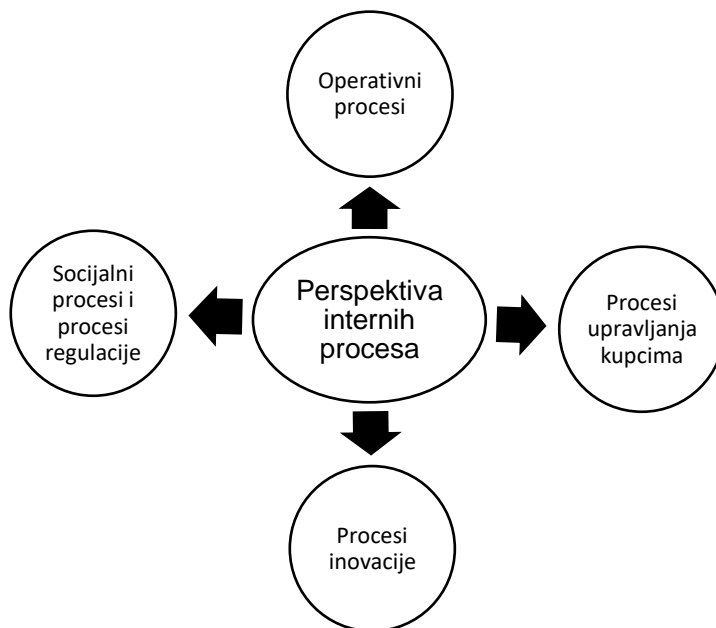 Operativni
procesi
Socijalni
procesi i
procesi
regulacije
Perspektiva
internih
procesa
Procesi
upravljanja
kupcima
Procesi
inovacije